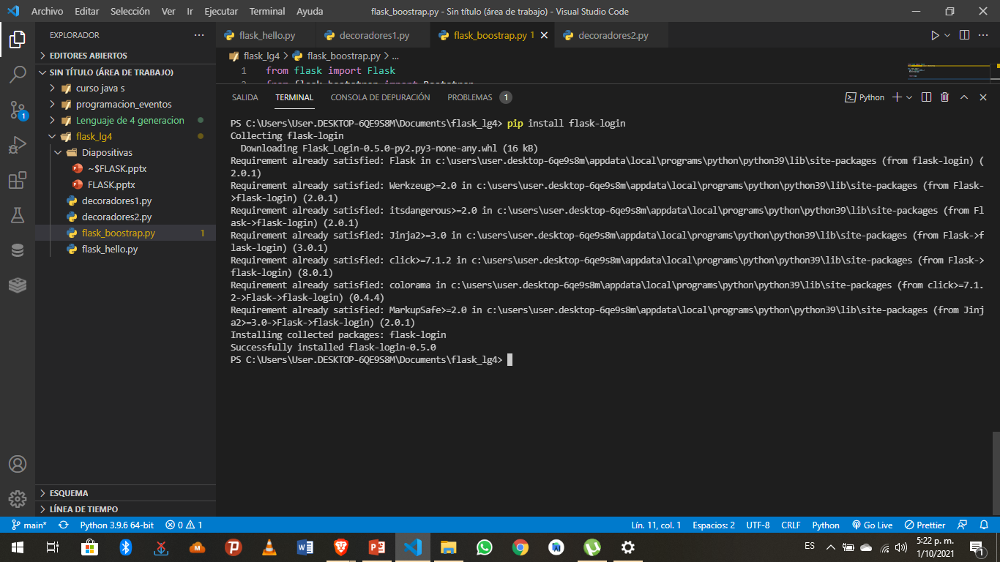 Archivo Editar Selección Ver Ir Ejecutar Terminal Ayuda
flask_boostrap.py - Sin título (área de trabajo) - Visual Studio Code
EXPLORADOR
EDITORES ABIERTOS
SIN TÍTULO (ÁREA DE TRABAJO)
curso java s
programacion_eventos
Lenguaje de 4 generacion
flask_lg4
Diapositivas
~$FLASK.pptx
FLASK.pptx
decoradores1.py
decoradores2.py
flask_boostrap.py 1
flask_hello.py
ESQUEMA
LÍNEA DE TIEMPO
1
flask_hello.py decoradores1.py flask_boostrap.py 1 decoradores2.py
flask_lg4 > flask_boostrap.py > ...
1 from flask import Flask
SALIDA TERMINAL CONSOLA DE DEPURACIÓN PROBLEMAS 1
Python
PS C:\Users\User.DESKTOP-6QE9S8M\Documents\flask_lg4> pip install flask-login
Collecting flask-login
Downloading Flask_Login-0.5.0-py2.py3-none-any.whl (16 kB)
Requirement already satisfied: Flask in c:\users\user.desktop-6qe9s8m\appdata\local\programs\python\python39\lib\site-packages (from flask-login) (
2.0.1)
Requirement already satisfied: Werkzeug>=2.0 in c:\users\user.desktop-6qe9s8m\appdata\local\programs\python\python39\lib\site-packages (from Flask-
>flask-login) (2.0.1)
Requirement already satisfied: itsdangerous>=2.0 in c:\users\user.desktop-6qe9s8m\appdata\local\programs\python\python39\lib\site-packages (from Fl
ask->flask-login) (2.0.1)
Requirement already satisfied: Jinja2>=3.0 in c:\users\user.desktop-6qe9s8m\appdata\local\programs\python\python39\lib\site-packages (from Flask->f
lask-login) (3.0.1)
Requirement already satisfied: click>=7.1.2 in c:\users\user.desktop-6qe9s8m\appdata\local\programs\python\python39\lib\site-packages (from Flask->
flask-login) (8.0.1)
Requirement already satisfied: colorama in c:\users\user.desktop-6qe9s8m\appdata\local\programs\python\python39\lib\site-packages (from click>=7.1.
2->Flask->flask-login) (0.4.4)
Requirement already satisfied: MarkupSafe>=2.0 in c:\users\user.desktop-6qe9s8m\appdata\local\programs\python\python39\lib\site-packages (from Jinj
a2>=3.0->Flask->flask-login) (2.0.1)
Installing collected packages: flask-login
Successfully installed flask-login-0.5.0
PS C:\Users\User.DESKTOP-6QE9S8M\Documents\flask_lg4>
main* Python 3.9.6 64-bit 0 1
Lín. 11, col. 1 Espacios: 2 UTF-8 CRLF Python Go Live Prettier
ES
5:22 p. m.
1/10/2021
1